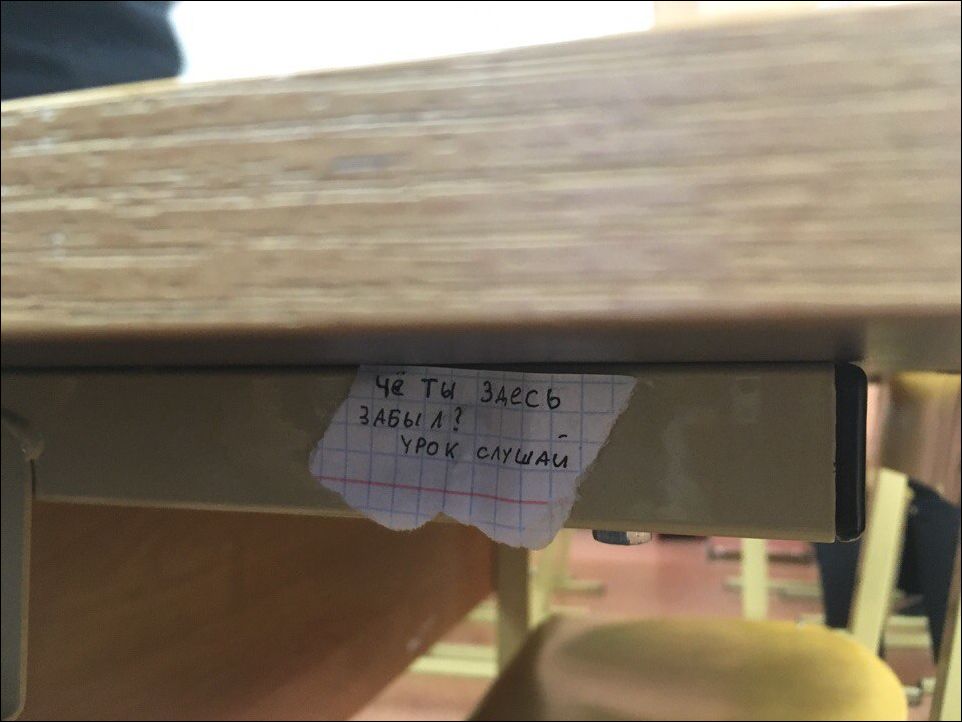 Чё ты здесь
забыл?
урок слушай